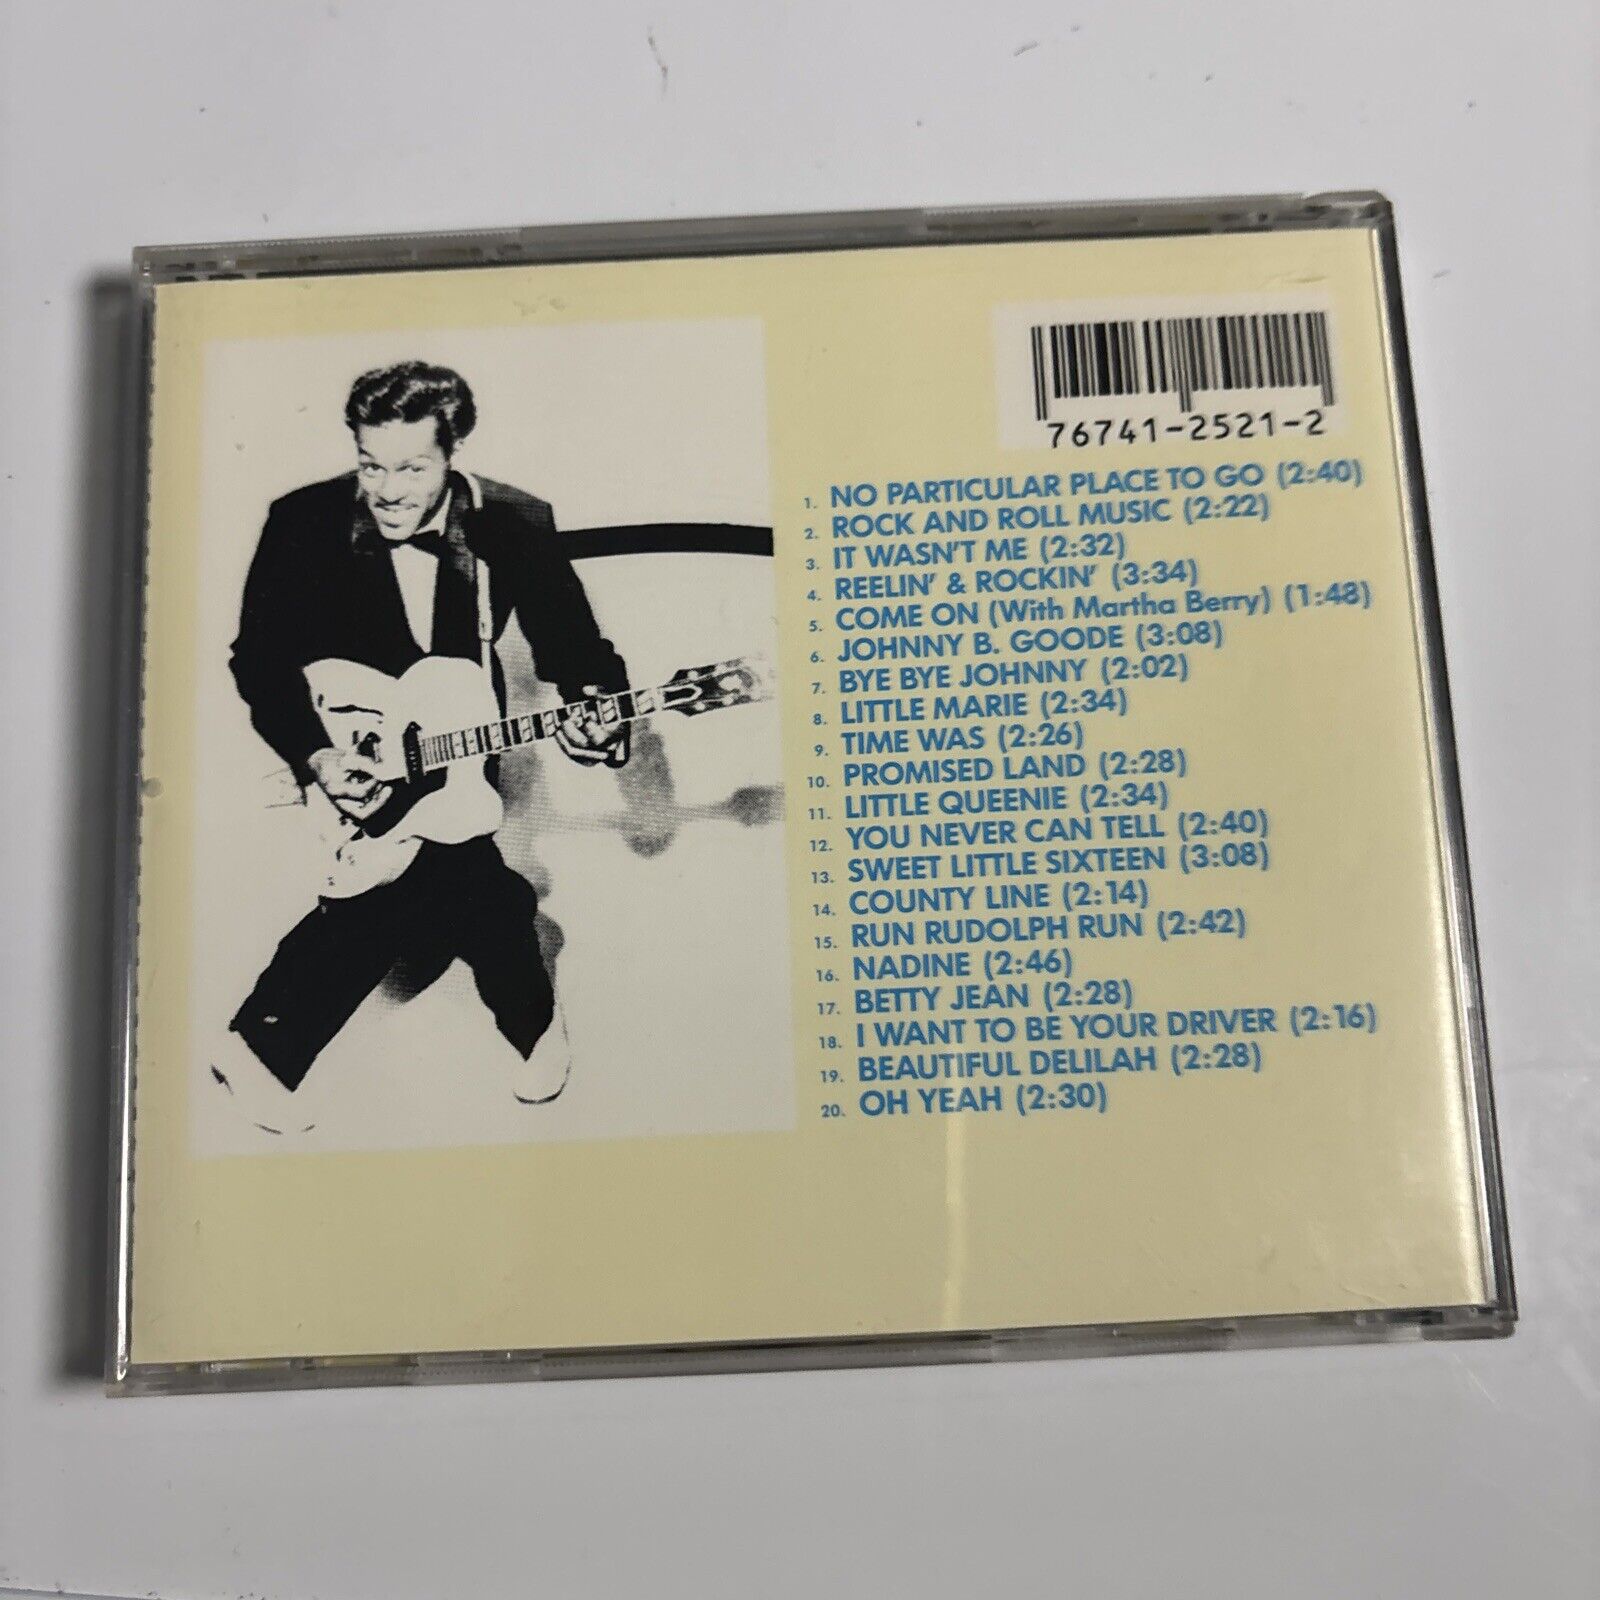 76741-2521-2
1. NO PARTICULAR PLACE TO GO (2:40)
2. ROCK AND ROLL MUSIC (2:22)
3. IT WASN'T ME (2:32)
4. REELIN' & ROCKIN' (3:34)
5. COME ON (With Martha Berry) (1:48)
6. JOHNNY B. GOODE (3:08)
7. BYE BYE JOHNNY (2:02)
8. LITTLE MARIE (2:34)
9. TIME WAS (2:26)
10. PROMISED LAND (2:28)
11. LITTLE QUEENIE (2:34)
12. YOU NEVER CAN TELL (2:40)
13. SWEET LITTLE SIXTEEN (3:08)
14. COUNTY LINE (2:14)
15. RUN RUDOLPH RUN (2:42)
16. NADINE (2:46)
17. BETTY JEAN (2:28)
18. I WANT TO BE YOUR DRIVER (2:16)
19. BEAUTIFUL DELILAH (2:28)
20. OH YEAH (2:30)